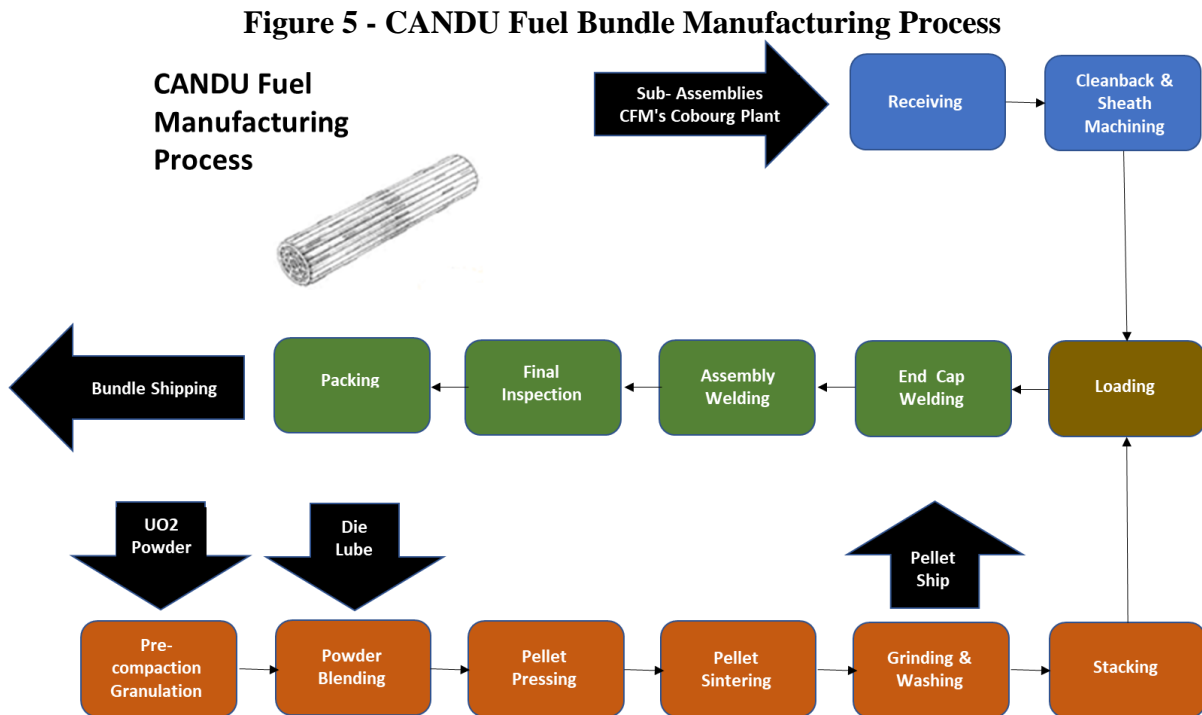 Figure 5 - CANDU Fuel Bundle Manufacturing Process
CANDU Fuel
Manufacturing
Process
Sub- Assemblies
CFM's Cobourg Plant
Receiving
Cleanback &
Sheath
Machining
Bundle Shipping
Packing
Final
Inspection
Assembly
Welding
End Cap
Welding
Loading
UO2
Powder
Die
Lube
Pellet
Ship
Pre-
compaction
Granulation
Powder
Blending
Pellet
Pressing
Pellet
Sintering
Grinding &
Washing
Stacking